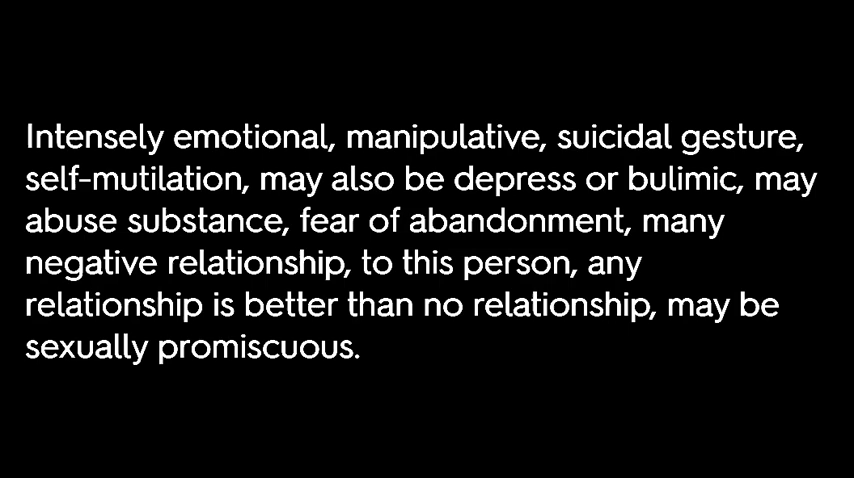 Intensely emotional, manipulative, suicidal gesture,
self-mutilation, may also be depress or bulimic, may
abuse substance, fear of abandonment, many
negative relationship, to this person, any
relationship is better than no relationship, may be
sexually promiscuous.